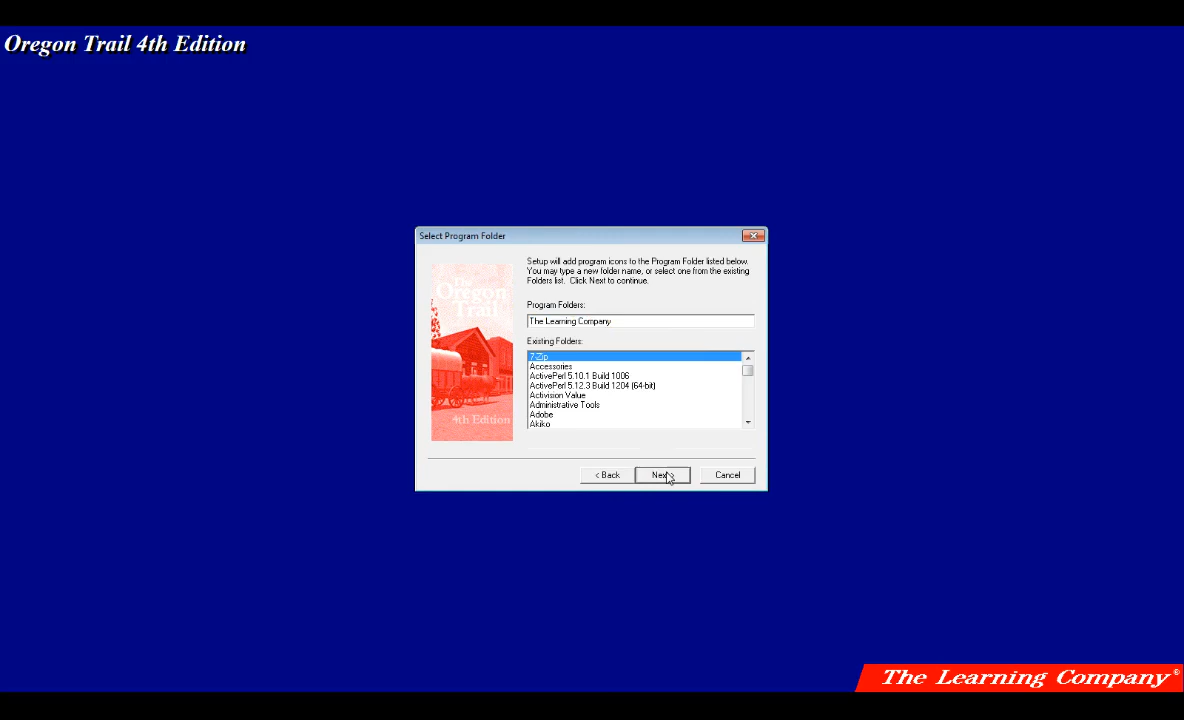 Oregon Trail 4th Edition
Select Program Folder
Setup will add program icons to the Program Folder listed below.
You may type a new folder name, or select one from the existing
Folders list. Click Next to continue.
The
Oregon
Trail
4th Edition
Program Folders:
The Learning Company
Existing Folders:
7-Zip
Accessories
ActivePerl 5.10.1 Build 1006
ActivePerl 5.12.3 Build 1204 (64-bit)
Activision Value
Administrative Tools
Adobe
Akiko
< Back
Next >
Cancel
The Learning Company®